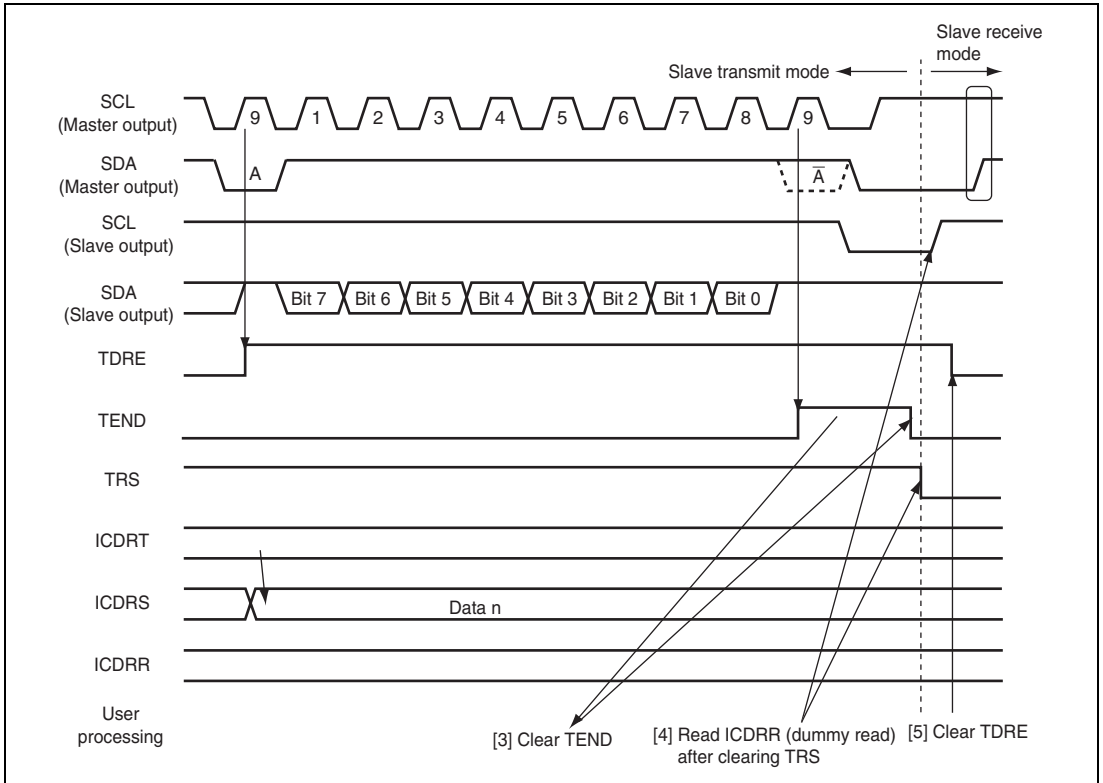 Slave receive
mode
Slave transmit mode
SCL
(Master output)
9 1 2 3 4 5 6 7 8 9
SDA
(Master output)
A A̅
SCL
(Slave output)
SDA
(Slave output)
Bit 7 Bit 6 Bit 5 Bit 4 Bit 3 Bit 2 Bit 1 Bit 0
TDRE
TEND
TRS
ICDRT
ICDRS
Data n
ICDRR
User
processing
[3] Clear TEND
[4] Read ICDRR (dummy read)
after clearing TRS
[5] Clear TDRE